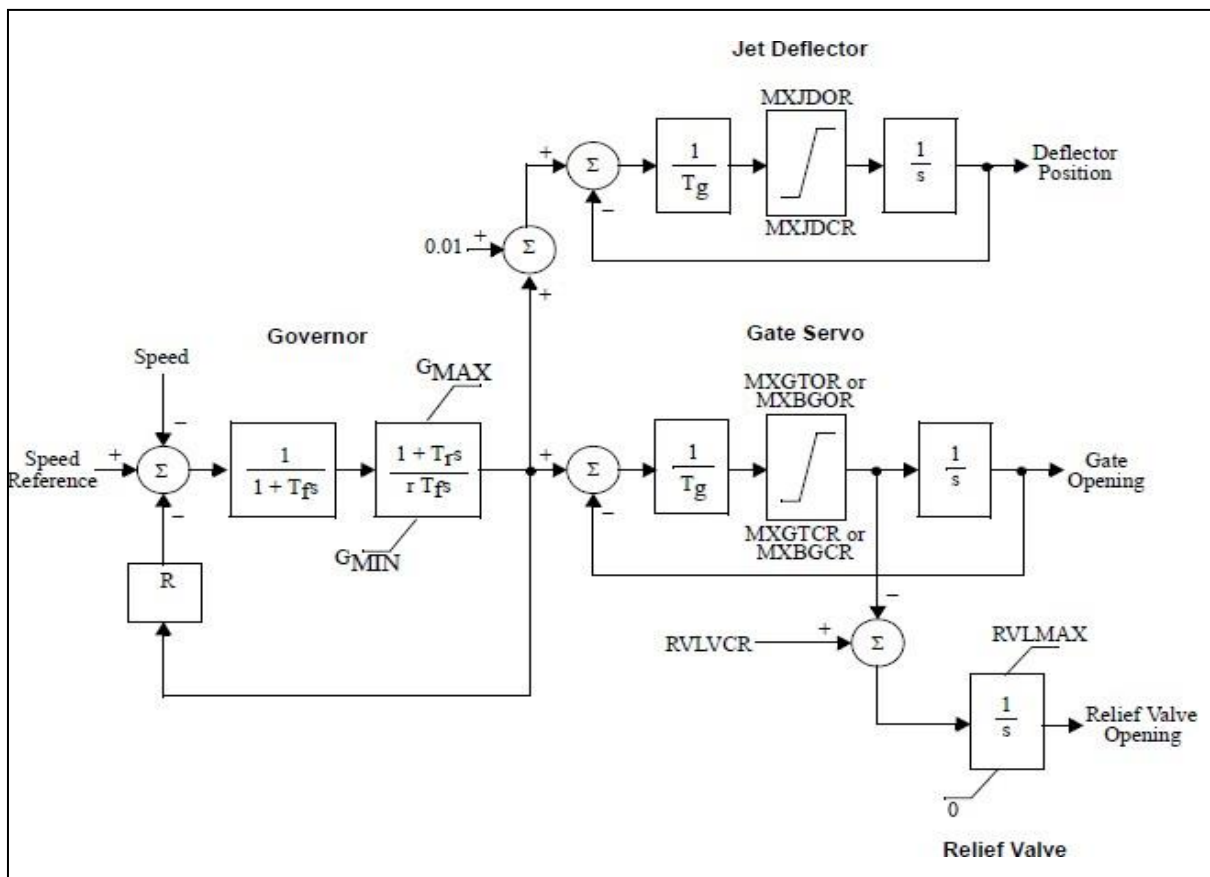 Jet Deflector
MXJDOR
1
Tg
1
s
Deflector
Position
MXJDCR
+
Σ
−
0.01
+
Σ
+
Governor
Gate Servo
Speed
GMAX
MXGTOR or
MXBGOR
−
Speed
Reference
+
Σ
−
1
1 + Tfs
1 + Trs
r Tfs
GMIN
+
Σ
−
1
Tg
1
s
Gate
Opening
MXGTCR or
MXBGCR
R
−
RVLVCR
+
Σ
RVLMAX
1
s
Relief Valve
Opening
0
Relief Valve